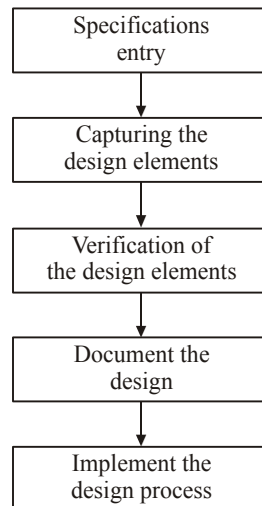 Specifications
entry
Capturing the
design elements
Verification of
the design elements
Document the
design
Implement the
design process